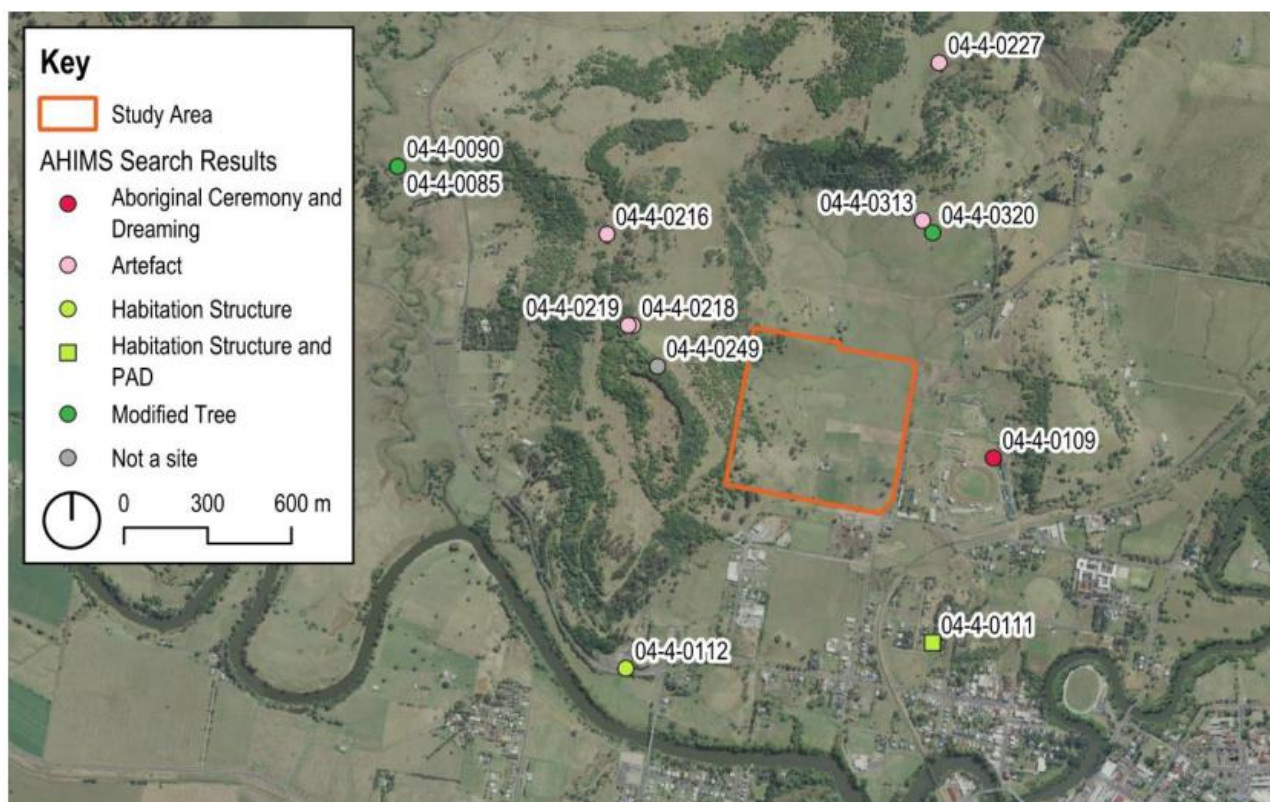 Key
Study Area
AHIMS Search Results
Aboriginal Ceremony and
Dreaming
Artefact
Habitation Structure
Habitation Structure and
PAD
Modified Tree
Not a site
0 300 600 m
04-4-0227
04-4-0090
04-4-0085
04-4-0216
04-4-0313
04-4-0320
04-4-0219
04-4-0218
04-4-0249
04-4-0109
04-4-0111
04-4-0112